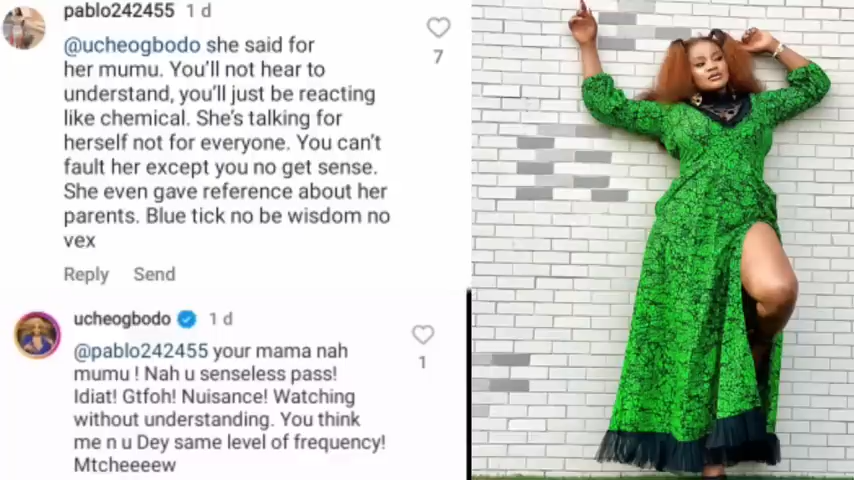 pablo242455 1 d
@ucheogbodo she said for
her mumu. You'll not hear to
understand, you'll just be reacting
like chemical. She's talking for
herself not for everyone. You can't
fault her except you no get sense.
She even gave reference about her
parents. Blue tick no be wisdom no
vex
7
Reply Send
ucheogbodo 1 d
@pablo242455 your mama nah
mumu ! Nah u senseless pass!
Idiat! Gtfoh! Nuisance! Watching
without understanding. You think
me n u Dey same level of frequency!
Mtcheeeew
1